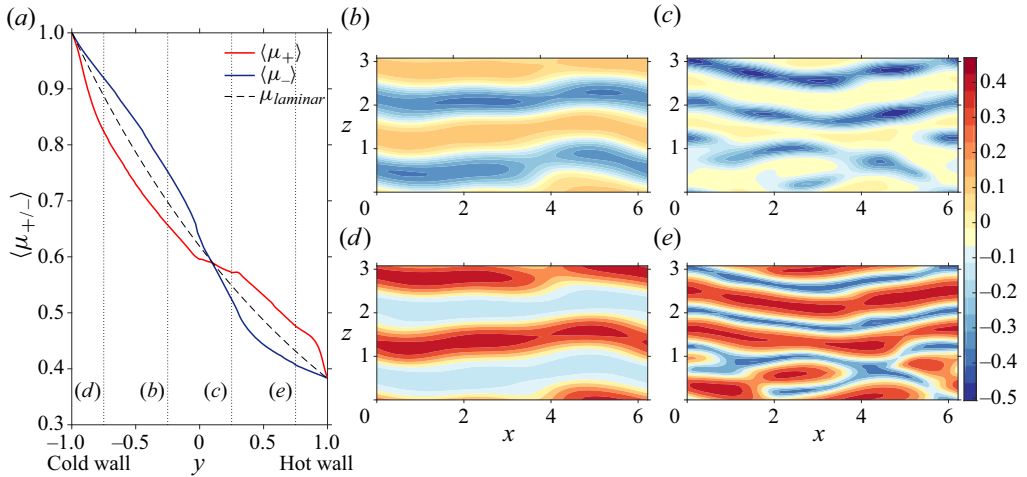 (a)
1.0
0.9
0.8
0.7
0.6
0.5
0.4
0.3
⟨μ+/−⟩
⟨μ+⟩
⟨μ−⟩
μlaminar
(d) (b) (c) (e)
−1.0 −0.5 0 0.5 1.0
Cold wall y Hot wall
(b)
3
2
z
1
0 2 4 6
(c)
3
2
1
0 2 4 6
(d)
3
2
z
1
0 2 4 6
x
(e)
3
2
1
0 2 4 6
x
0.4
0.3
0.2
0.1
0
−0.1
−0.2
−0.3
−0.4
−0.5